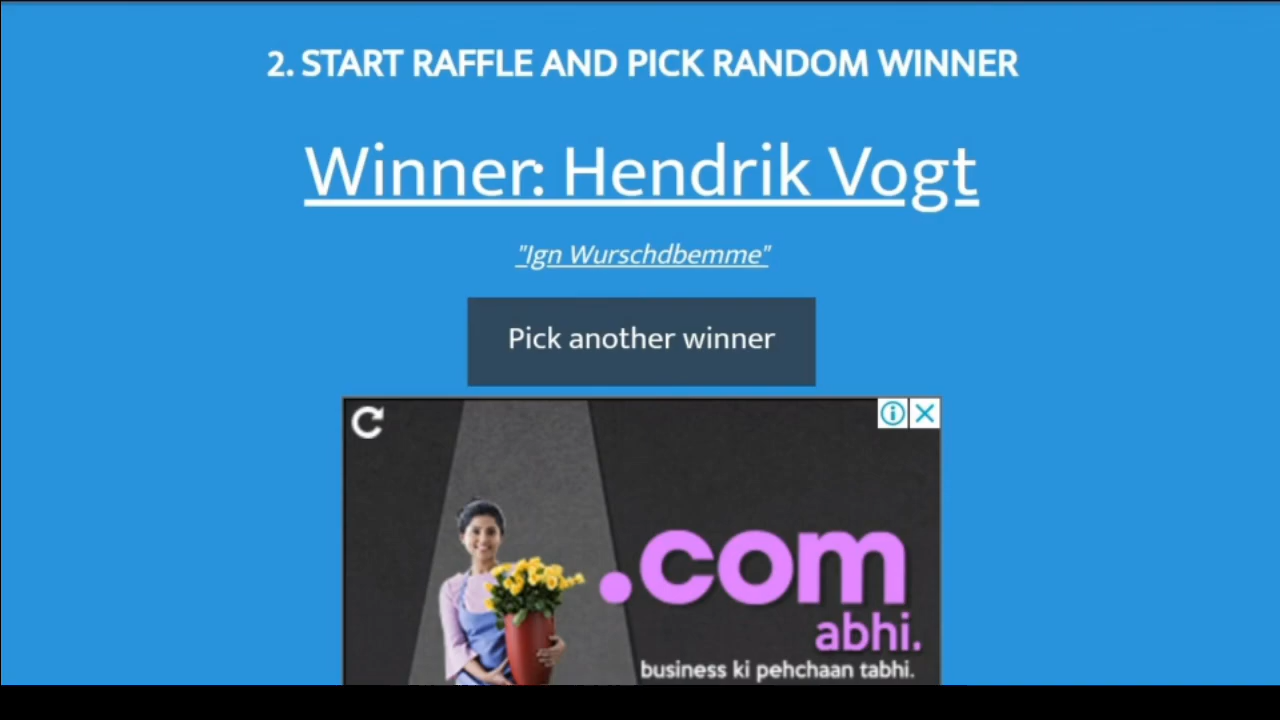 2. START RAFFLE AND PICK RANDOM WINNER
Winner: Hendrik Vogt
"Ign Wurschdbemme"
Pick another winner
.com
abhi.
business ki pehchaan tabhi.